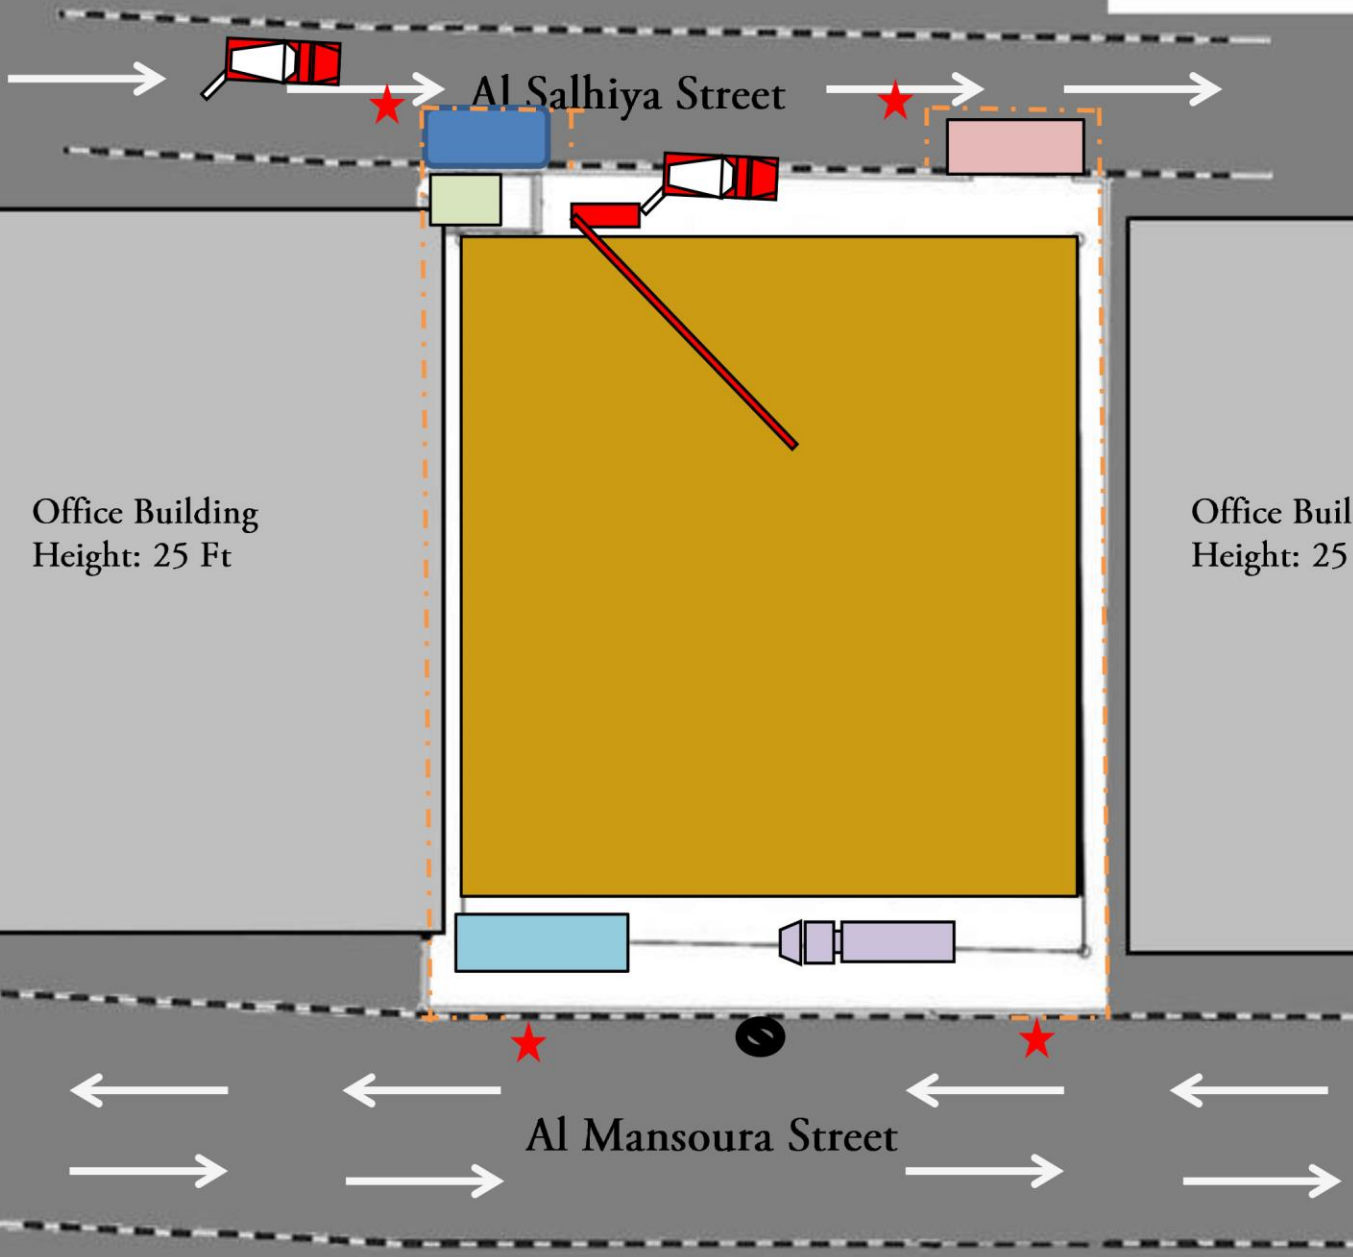 Al Salhiya Street
Office Building
Height: 25 Ft
Office Buil
Height: 25
Al Mansoura Street